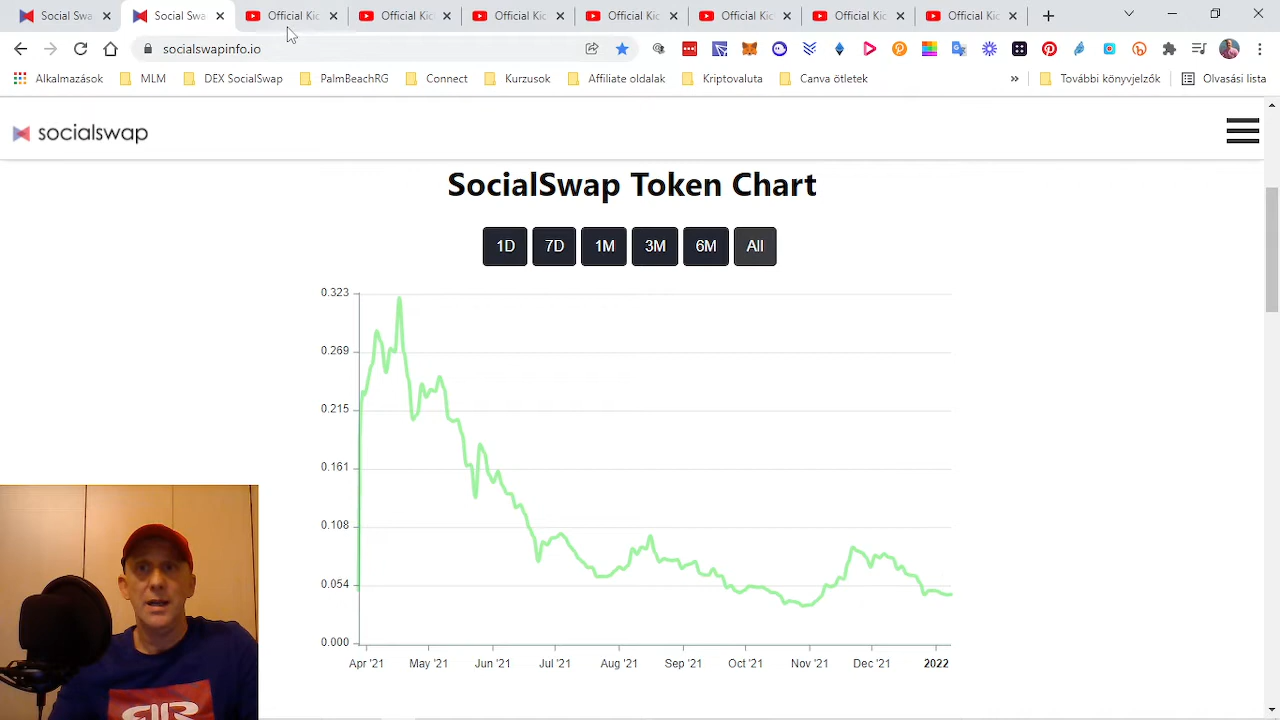 Social Swa
Social Swa
Official Kic
Official Kic
Official Kic
Official Kic
Official Kic
Official Kic
Official Kic
socialswapinfo.io
Alkalmazások
MLM
DEX SocialSwap
PalmBeachRG
Connect
Kurzusok
Affiliate oldalak
Kriptovaluta
Canva ötletek
»
További könyvjelzők
Olvasási lista
socialswap
SocialSwap Token Chart
1D 7D 1M 3M 6M All
0.323
0.269
0.215
0.161
0.108
0.054
0.000
Apr '21 May '21 Jun '21 Jul '21 Aug '21 Sep '21 Oct '21 Nov '21 Dec '21 2022